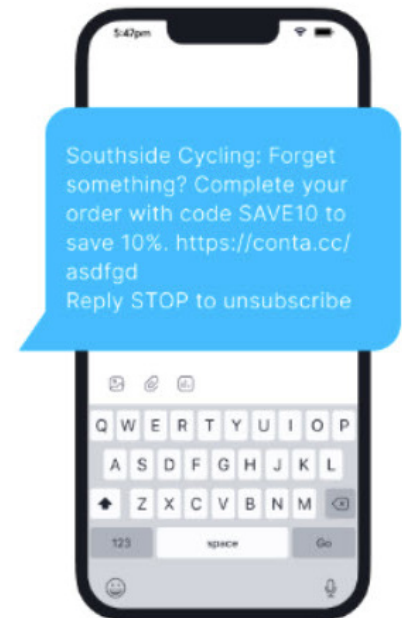 5:47pm
Southside Cycling: Forget
something? Complete your
order with code SAVE10 to
save 10%. https://conta.cc/
asdfgd
Reply STOP to unsubscribe
Q W E R T Y U I O P
A S D F G H J K L
Z X C V B N M
123 space Go